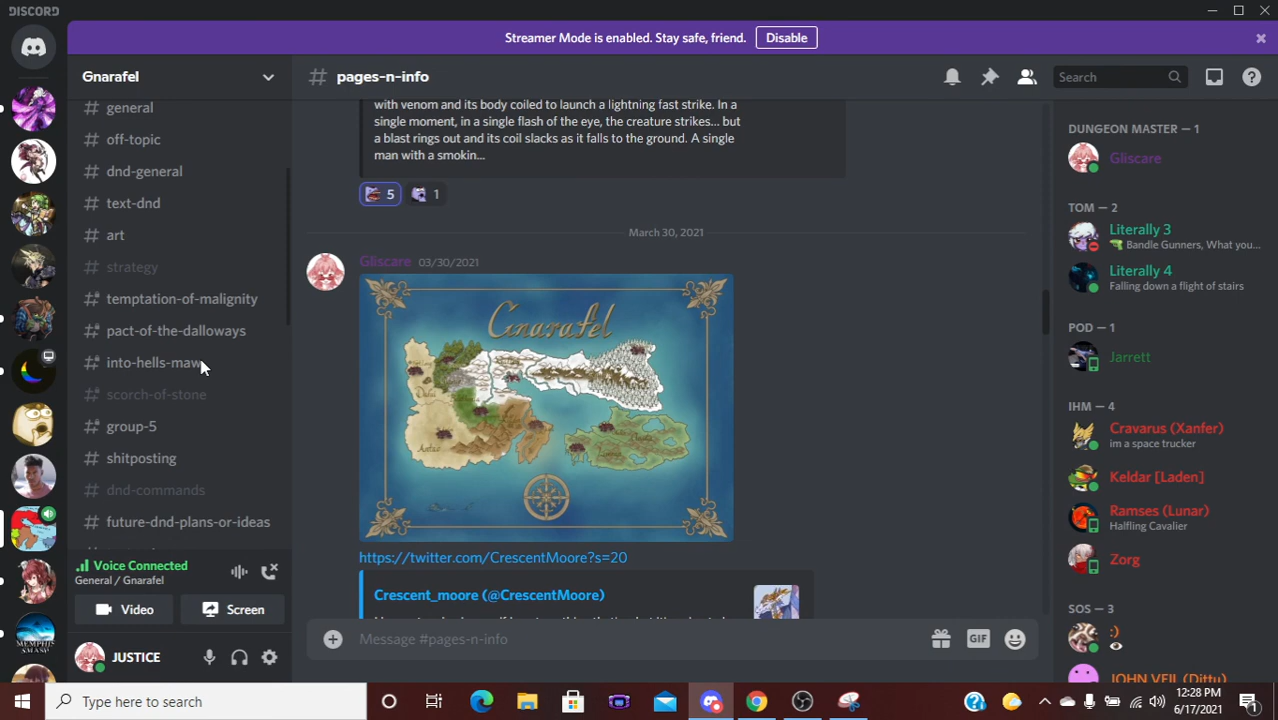 DISCORD
Streamer Mode is enabled. Stay safe, friend. Disable
Gnarafel
general
off-topic
dnd-general
text-dnd
art
strategy
temptation-of-malignity
pact-of-the-dalloways
into-hells-maw
scorch-of-stone
group-5
shitposting
dnd-commands
future-dnd-plans-or-ideas
Voice Connected
General / Gnarafel
Video
Screen
JUSTICE
# pages-n-info
Search
with venom and its body coiled to launch a lightning fast strike. In a
single moment, in a single flash of the eye, the creature strikes... but
a blast rings out and its coil slacks as it falls to the ground. A single
man with a smokin...
5
1
March 30, 2021
Gliscare 03/30/2021
Gnarafel
https://twitter.com/CrescentMoore?s=20
Crescent_moore (@CrescentMoore)
Message #pages-n-info
GIF
DUNGEON MASTER — 1
Gliscare
TOM — 2
Literally 3
Bandle Gunners, What you...
Literally 4
Falling down a flight of stairs
POD — 1
Jarrett
IHM — 4
Cravarus (Xanfer)
im a space trucker
Keldar [Laden]
Ramses (Lunar)
Halfling Cavalier
Zorg
SOS — 3
:)
JOHN VEIL (Dittu)
MEMPHIS
SMASH
Type here to search
12:28 PM
6/17/2021
1